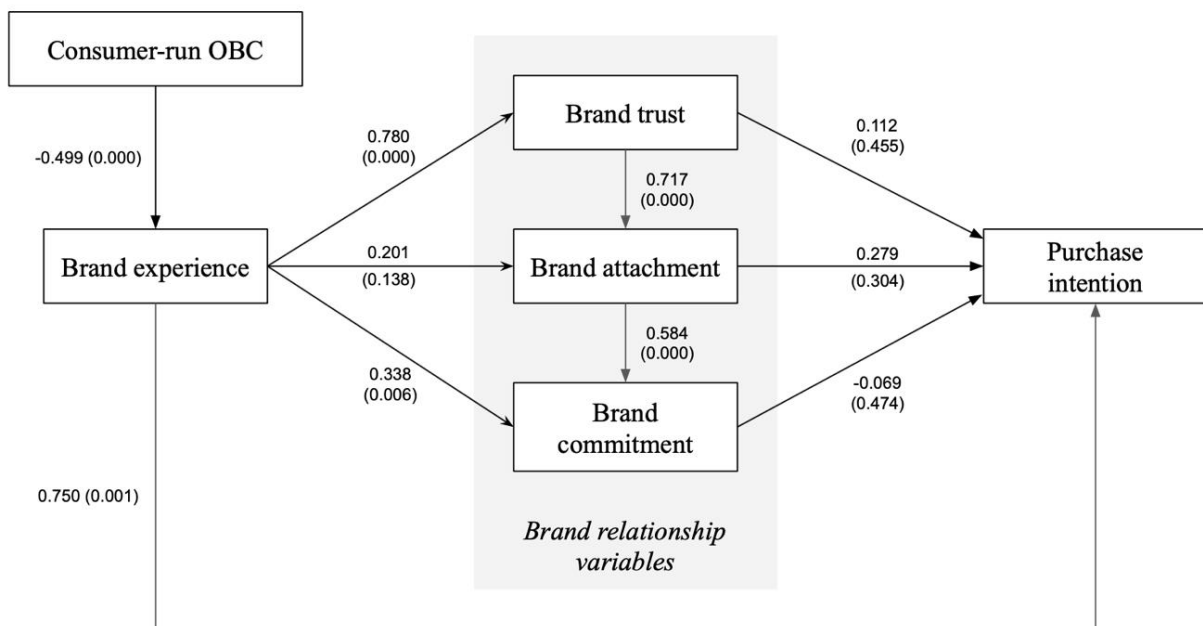 Consumer-run OBC
Brand trust
0.780
(0.000)
0.112
(0.455)
-0.499 (0.000)
0.717
(0.000)
Brand experience
0.201
(0.138)
Brand attachment
0.279
(0.304)
Purchase
intention
0.584
(0.000)
0.338
(0.006)
-0.069
(0.474)
Brand
commitment
0.750 (0.001)
Brand relationship
variables